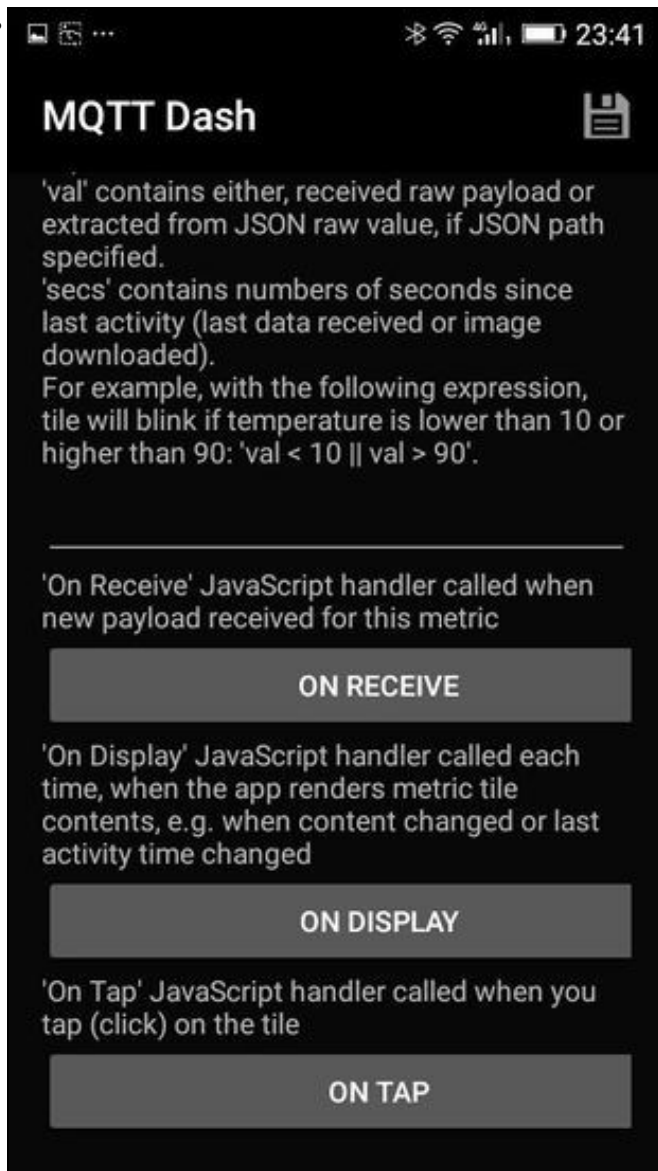 4G 23:41
MQTT Dash
'val' contains either, received raw payload or
extracted from JSON raw value, if JSON path
specified.
'secs' contains numbers of seconds since
last activity (last data received or image
downloaded).
For example, with the following expression,
tile will blink if temperature is lower than 10 or
higher than 90: 'val < 10 || val > 90'.
'On Receive' JavaScript handler called when
new payload received for this metric
ON RECEIVE
'On Display' JavaScript handler called each
time, when the app renders metric tile
contents, e.g. when content changed or last
activity time changed
ON DISPLAY
'On Tap' JavaScript handler called when you
tap (click) on the tile
ON TAP